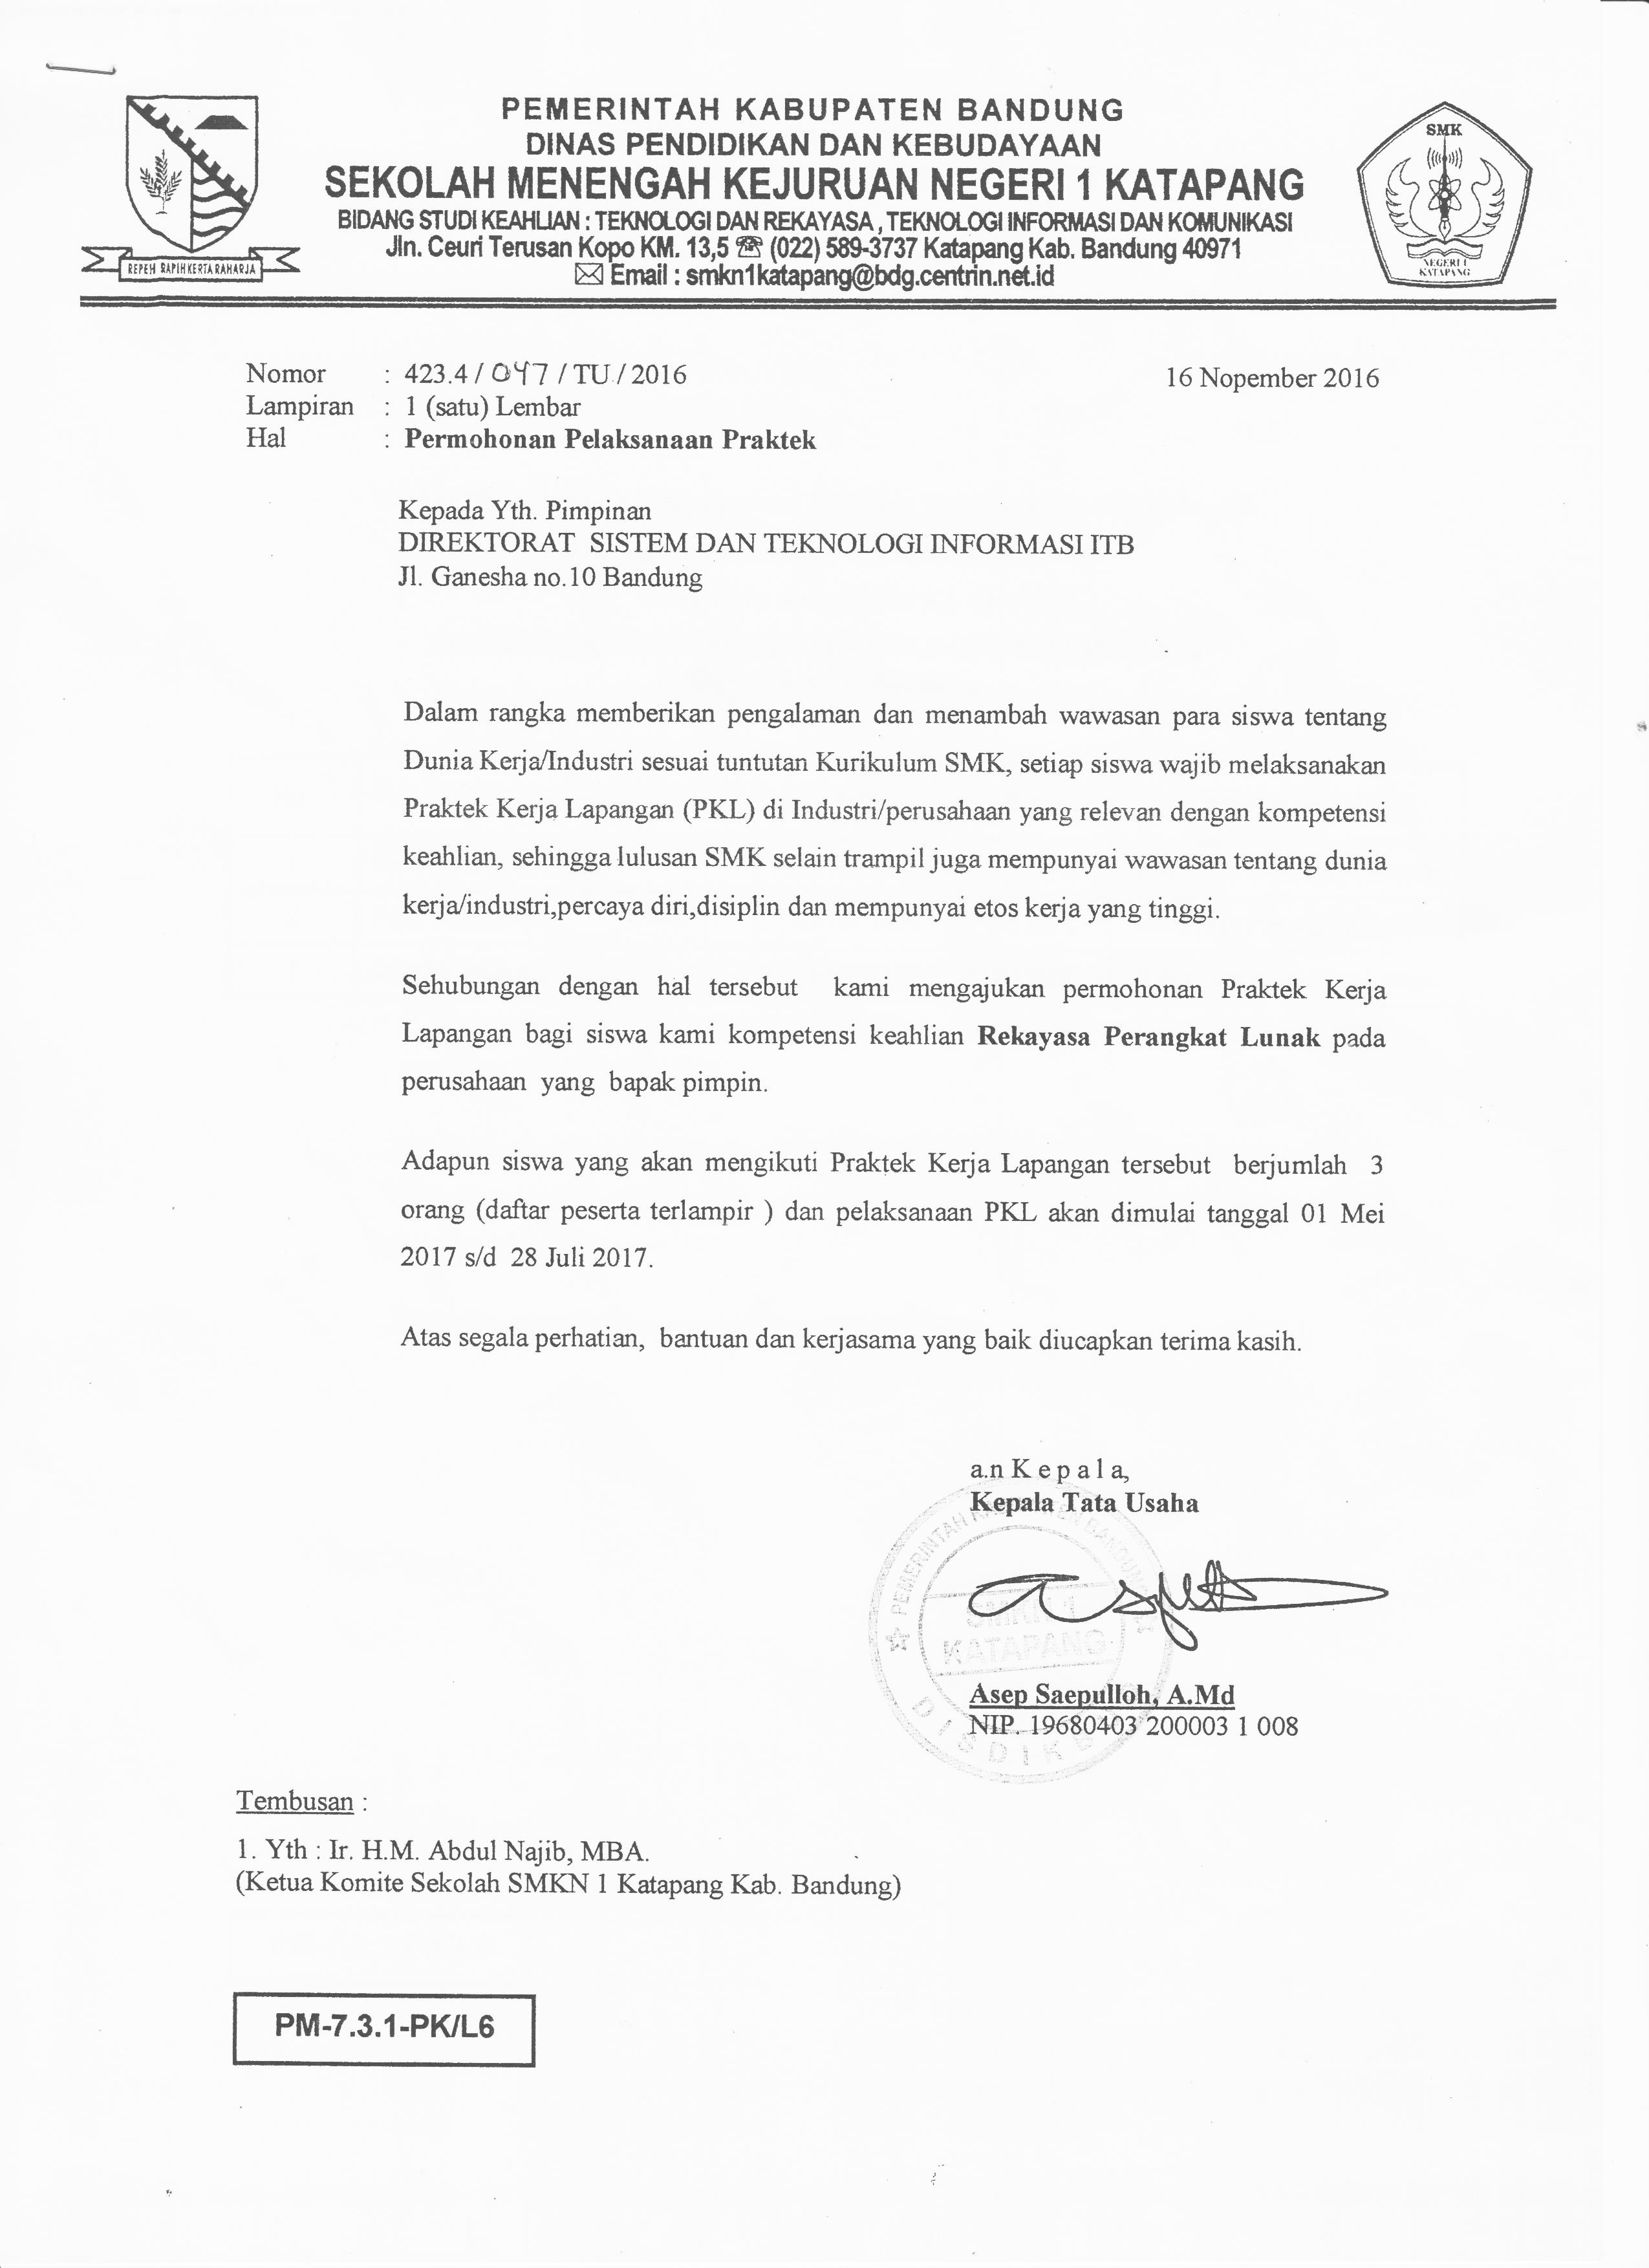 PEMERINTAH KABUPATEN BANDUNG
DINAS PENDIDIKAN DAN KEBUDAYAAN
SEKOLAH MENENGAH KEJURUAN NEGERI 1 KATAPANG
BIDANG STUDI KEAHLIAN : TEKNOLOGI DAN REKAYASA , TEKNOLOGI INFORMASI DAN KOMUNIKASI
Jln. Ceuri Terusan Kopo KM. 13,5 ☎ (022) 589-3737 Katapang Kab. Bandung 40971
✉ Email : smkn1katapang@bdg.centrin.net.id
REPEH RAPIH KERTA RAHARJA
SMK
NEGERI 1
KATAPANG
Nomor : 423.4 / 047 / TU / 2016
16 Nopember 2016
Lampiran : 1 (satu) Lembar
Hal : Permohonan Pelaksanaan Praktek
Kepada Yth. Pimpinan
DIREKTORAT SISTEM DAN TEKNOLOGI INFORMASI ITB
Jl. Ganesha no.10 Bandung
Dalam rangka memberikan pengalaman dan menambah wawasan para siswa tentang
Dunia Kerja/Industri sesuai tuntutan Kurikulum SMK, setiap siswa wajib melaksanakan
Praktek Kerja Lapangan (PKL) di Industri/perusahaan yang relevan dengan kompetensi
keahlian, sehingga lulusan SMK selain trampil juga mempunyai wawasan tentang dunia
kerja/industri,percaya diri,disiplin dan mempunyai etos kerja yang tinggi.
Sehubungan dengan hal tersebut kami mengajukan permohonan Praktek Kerja
Lapangan bagi siswa kami kompetensi keahlian Rekayasa Perangkat Lunak pada
perusahaan yang bapak pimpin.
Adapun siswa yang akan mengikuti Praktek Kerja Lapangan tersebut berjumlah 3
orang (daftar peserta terlampir ) dan pelaksanaan PKL akan dimulai tanggal 01 Mei
2017 s/d 28 Juli 2017.
Atas segala perhatian, bantuan dan kerjasama yang baik diucapkan terima kasih.
a.n K e p a l a,
Kepala Tata Usaha
PEMERINTAH KABUPATEN BANDUNG
SMKN 1
KATAPANG
Asep Saepulloh, A.Md
NIP. 19680403 200003 1 008
Tembusan :
1. Yth : Ir. H.M. Abdul Najib, MBA.
(Ketua Komite Sekolah SMKN 1 Katapang Kab. Bandung)
PM-7.3.1-PK/L6